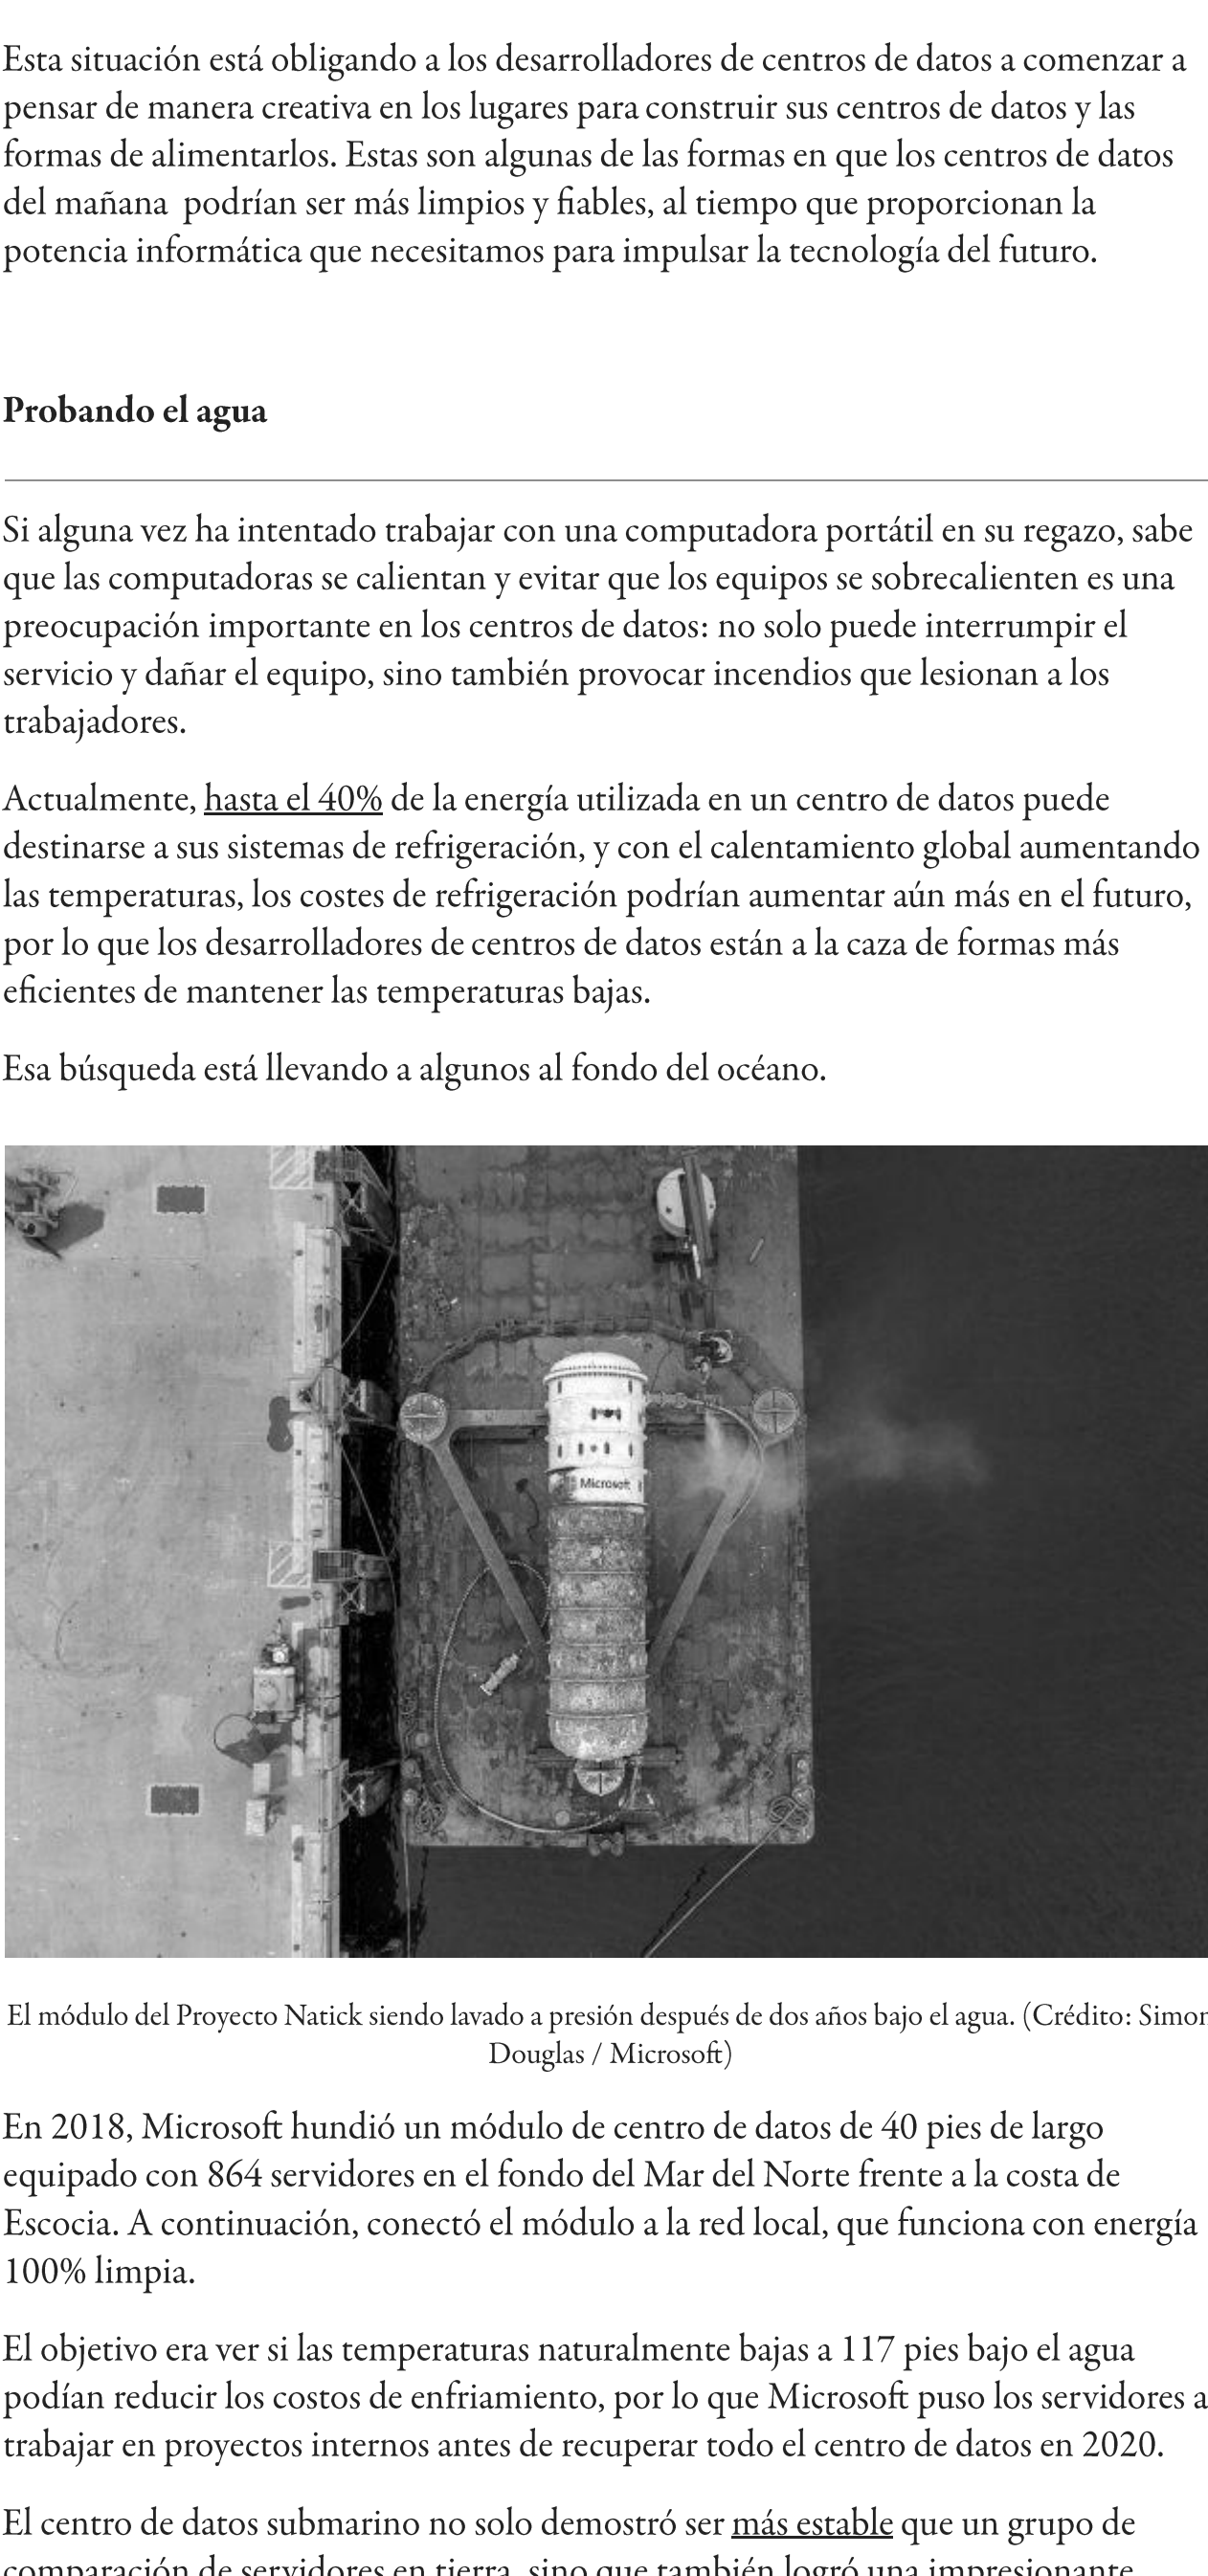 Esta situación está obligando a los desarrolladores de centros de datos a comenzar a
pensar de manera creativa en los lugares para construir sus centros de datos y las
formas de alimentarlos. Estas son algunas de las formas en que los centros de datos
del mañana  podrían ser más limpios y fiables, al tiempo que proporcionan la
potencia informática que necesitamos para impulsar la tecnología del futuro.
Probando el agua
Si alguna vez ha intentado trabajar con una computadora portátil en su regazo, sabe
que las computadoras se calientan y evitar que los equipos se sobrecalienten es una
preocupación importante en los centros de datos: no solo puede interrumpir el
servicio y dañar el equipo, sino también provocar incendios que lesionan a los
trabajadores.
Actualmente, hasta el 40% de la energía utilizada en un centro de datos puede
destinarse a sus sistemas de refrigeración, y con el calentamiento global aumentando
las temperaturas, los costes de refrigeración podrían aumentar aún más en el futuro,
por lo que los desarrolladores de centros de datos están a la caza de formas más
eficientes de mantener las temperaturas bajas.
Esa búsqueda está llevando a algunos al fondo del océano.
Microsoft
El módulo del Proyecto Natick siendo lavado a presión después de dos años bajo el agua. (Crédito: Simon
Douglas / Microsoft)
En 2018, Microsoft hundió un módulo de centro de datos de 40 pies de largo
equipado con 864 servidores en el fondo del Mar del Norte frente a la costa de
Escocia. A continuación, conectó el módulo a la red local, que funciona con energía
100% limpia.
El objetivo era ver si las temperaturas naturalmente bajas a 117 pies bajo el agua
podían reducir los costos de enfriamiento, por lo que Microsoft puso los servidores a
trabajar en proyectos internos antes de recuperar todo el centro de datos en 2020.
El centro de datos submarino no solo demostró ser más estable que un grupo de
comparación de servidores en tierra, sino que también logró una impresionante